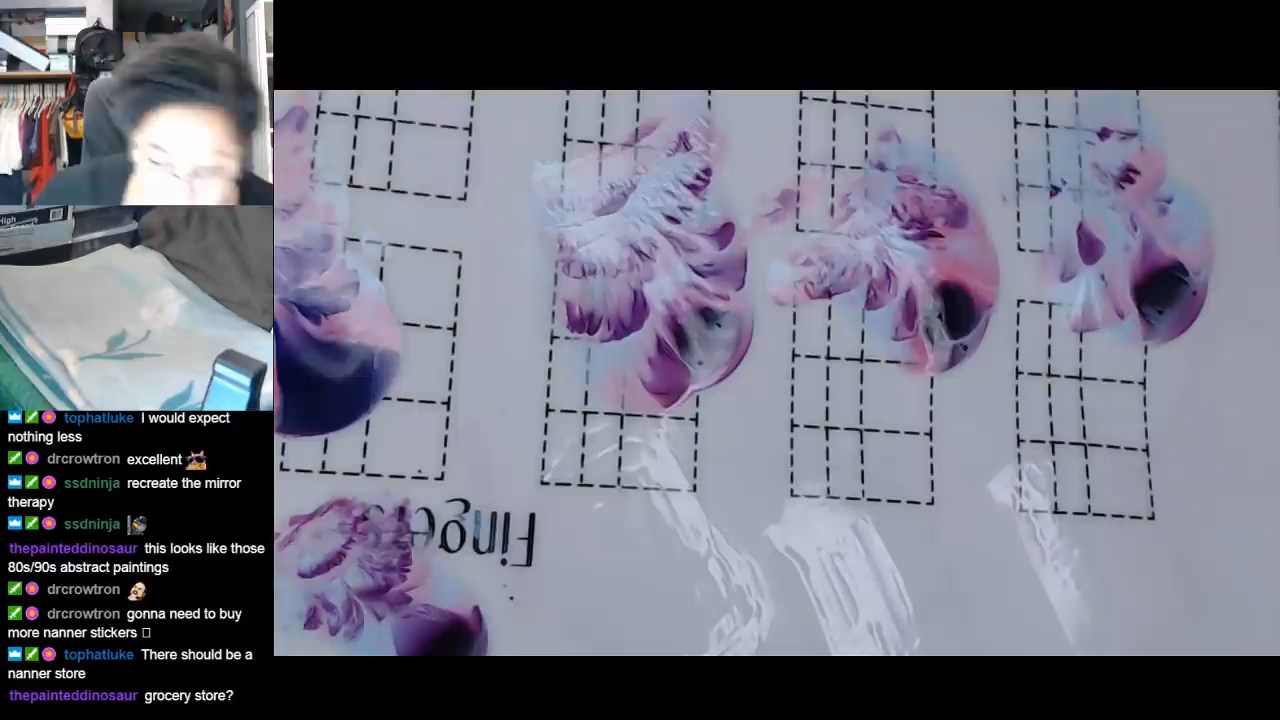 High
tophatluke I would expect
nothing less
drcrowtron excellent
ssdninja recreate the mirror
therapy
ssdninja
thepainteddinosaur this looks like those
80s/90s abstract paintings
drcrowtron
drcrowtron gonna need to buy
more nanner stickers
tophatluke There should be a
nanner store
thepainteddinosaur grocery store?
Fingers